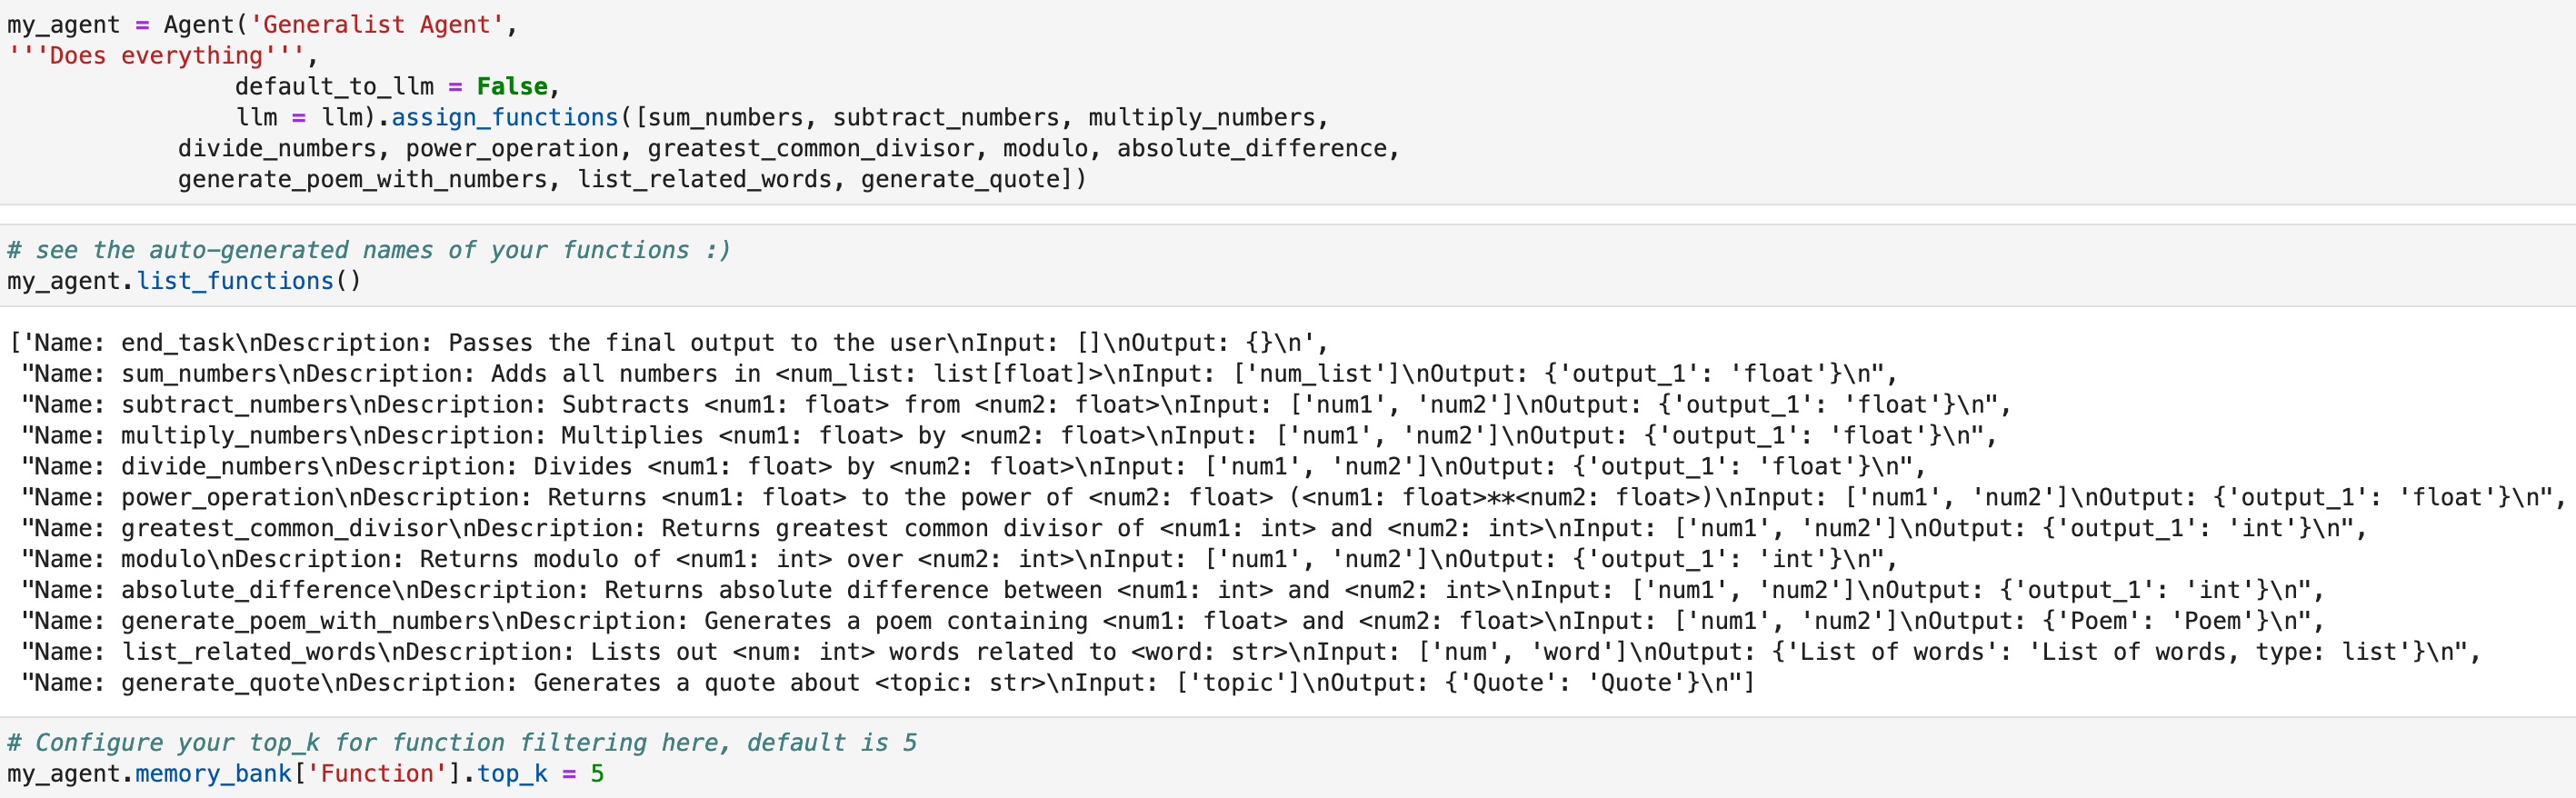 my_agent = Agent('Generalist Agent',
'''Does everything''',
                default_to_llm = False,
                llm = llm).assign_functions([sum_numbers, subtract_numbers, multiply_numbers,
            divide_numbers, power_operation, greatest_common_divisor, modulo, absolute_difference,
            generate_poem_with_numbers, list_related_words, generate_quote])
# see the auto-generated names of your functions :)
my_agent.list_functions()
['Name: end_task\nDescription: Passes the final output to the user\nInput: []\nOutput: {}\n',
 "Name: sum_numbers\nDescription: Adds all numbers in <num_list: list[float]>\nInput: ['num_list']\nOutput: {'output_1': 'float'}\n",
 "Name: subtract_numbers\nDescription: Subtracts <num1: float> from <num2: float>\nInput: ['num1', 'num2']\nOutput: {'output_1': 'float'}\n",
 "Name: multiply_numbers\nDescription: Multiplies <num1: float> by <num2: float>\nInput: ['num1', 'num2']\nOutput: {'output_1': 'float'}\n",
 "Name: divide_numbers\nDescription: Divides <num1: float> by <num2: float>\nInput: ['num1', 'num2']\nOutput: {'output_1': 'float'}\n",
 "Name: power_operation\nDescription: Returns <num1: float> to the power of <num2: float> (<num1: float>**<num2: float>)\nInput: ['num1', 'num2']\nOutput: {'output_1': 'float'}\n",
 "Name: greatest_common_divisor\nDescription: Returns greatest common divisor of <num1: int> and <num2: int>\nInput: ['num1', 'num2']\nOutput: {'output_1': 'int'}\n",
 "Name: modulo\nDescription: Returns modulo of <num1: int> over <num2: int>\nInput: ['num1', 'num2']\nOutput: {'output_1': 'int'}\n",
 "Name: absolute_difference\nDescription: Returns absolute difference between <num1: int> and <num2: int>\nInput: ['num1', 'num2']\nOutput: {'output_1': 'int'}\n",
 "Name: generate_poem_with_numbers\nDescription: Generates a poem containing <num1: float> and <num2: float>\nInput: ['num1', 'num2']\nOutput: {'Poem': 'Poem'}\n",
 "Name: list_related_words\nDescription: Lists out <num: int> words related to <word: str>\nInput: ['num', 'word']\nOutput: {'List of words': 'List of words, type: list'}\n",
 "Name: generate_quote\nDescription: Generates a quote about <topic: str>\nInput: ['topic']\nOutput: {'Quote': 'Quote'}\n"]
# Configure your top_k for function filtering here, default is 5
my_agent.memory_bank['Function'].top_k = 5